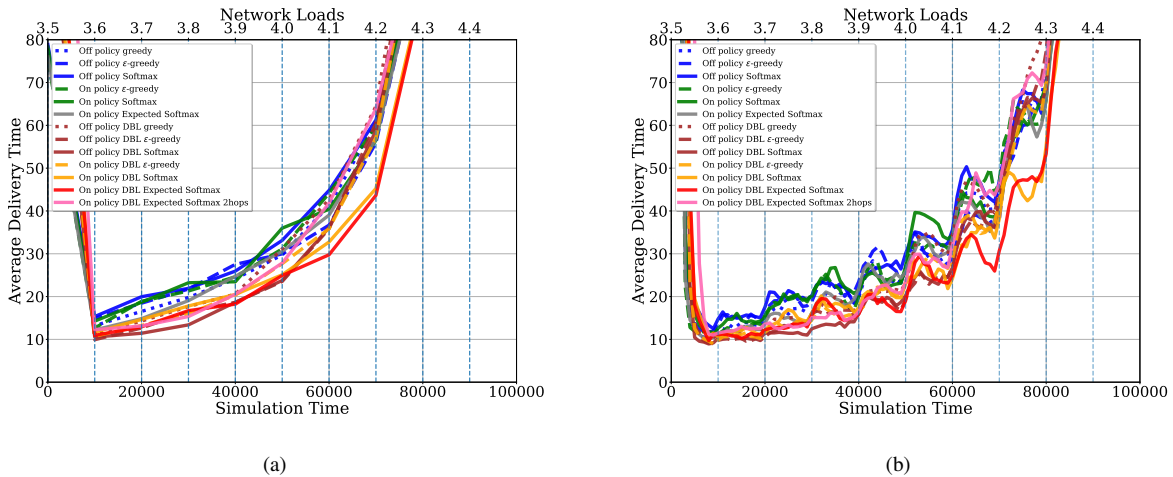 Network Loads
3.5 3.6 3.7 3.8 3.9 4.0 4.1 4.2 4.3 4.4
80
70
60
50
40
30
20
10
0
Average Delivery Time
Off policy greedy
Off policy ε-greedy
Off policy Softmax
On policy ε-greedy
On policy Softmax
On policy Expected Softmax
Off policy DBL greedy
Off policy DBL ε-greedy
Off policy DBL Softmax
On policy DBL ε-greedy
On policy DBL Softmax
On policy DBL Expected Softmax
On policy DBL Expected Softmax 2hops
0 20000 40000 60000 80000 100000
Simulation Time
(a)
Network Loads
3.5 3.6 3.7 3.8 3.9 4.0 4.1 4.2 4.3 4.4
80
70
60
50
40
30
20
10
0
Average Delivery Time
Off policy greedy
Off policy ε-greedy
Off policy Softmax
On policy ε-greedy
On policy Softmax
On policy Expected Softmax
Off policy DBL greedy
Off policy DBL ε-greedy
Off policy DBL Softmax
On policy DBL ε-greedy
On policy DBL Softmax
On policy DBL Expected Softmax
On policy DBL Expected Softmax 2hops
0 20000 40000 60000 80000 100000
Simulation Time
(b)